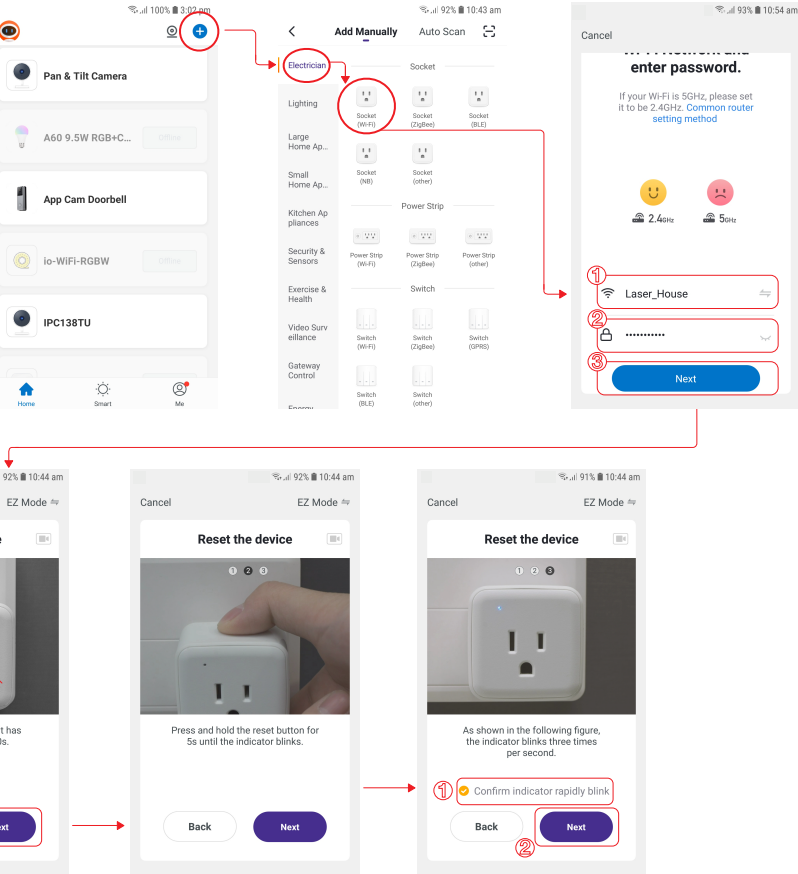 100% 3:02 pm
Pan & Tilt Camera
A60 9.5W RGB+C...
Offline
App Cam Doorbell
io-WiFi-RGBW
Offline
IPC138TU
Home
Smart
Me
92% 10:43 am
Add Manually
Auto Scan
Electrician
Lighting
Large
Home Ap...
Small
Home Ap...
Kitchen Ap
pliances
Security &
Sensors
Exercise &
Health
Video Surv
eillance
Gateway
Control
Energy
Socket
Socket
(Wi-Fi)
Socket
(ZigBee)
Socket
(BLE)
Socket
(NB)
Socket
(other)
Power Strip
Power Strip
(Wi-Fi)
Power Strip
(ZigBee)
Power Strip
(other)
Switch
Switch
(Wi-Fi)
Switch
(ZigBee)
Switch
(GPRS)
Switch
(BLE)
Switch
(other)
93% 10:54 am
Cancel
Wi-Fi Network and
enter password.
If your Wi-Fi is 5GHz, please set
it to be 2.4GHz. Common router
setting method
2.4GHz
5GHz
1
Laser_House
2
•••••••••••
3
Next
92% 10:44 am
EZ Mode
e
t has
0s.
ext
92% 10:44 am
Cancel
EZ Mode
Reset the device
1 2 3
Press and hold the reset button for
5s until the indicator blinks.
Back
Next
91% 10:44 am
Cancel
EZ Mode
Reset the device
1 2 3
As shown in the following figure,
the indicator blinks three times
per second.
1
Confirm indicator rapidly blink
Back
Next
2